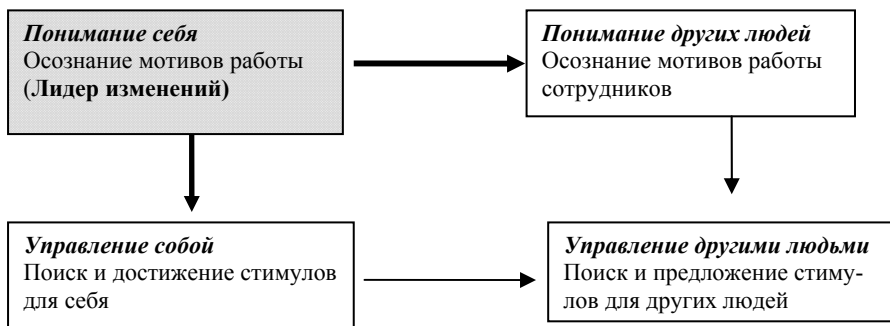 Понимание себя
Осознание мотивов работы
(Лидер изменений)
Понимание других людей
Осознание мотивов работы
сотрудников
Управление собой
Поиск и достижение стимулов
для себя
Управление другими людьми
Поиск и предложение стиму-
лов для других людей